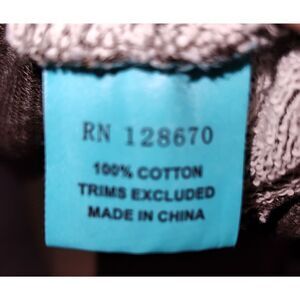 RN 128670
100% COTTON
TRIMS EXCLUDED
MADE IN CHINA